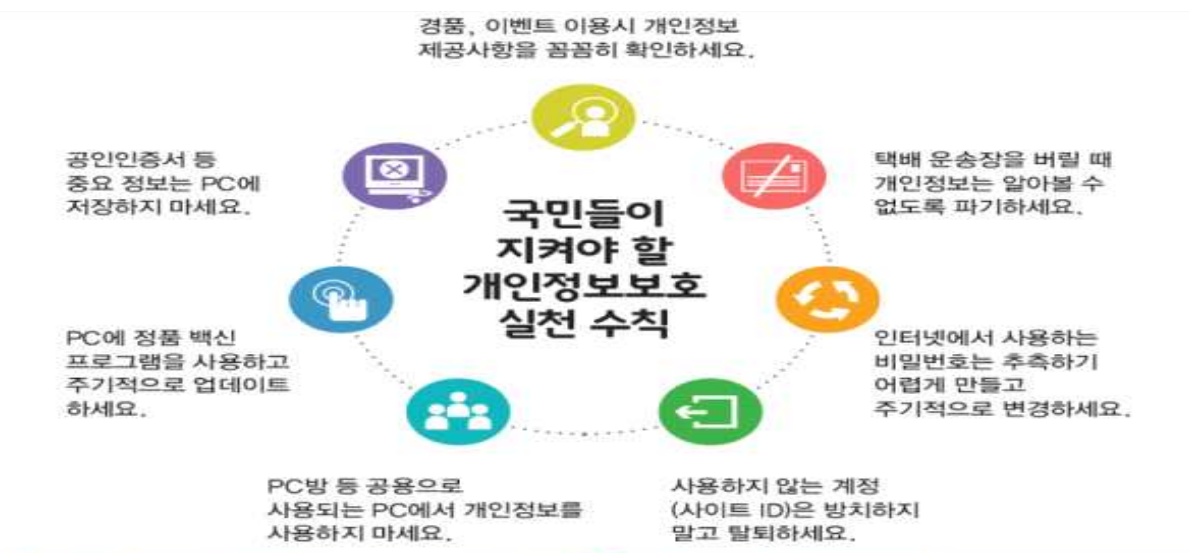 경품, 이벤트 이용시 개인정보
제공사항을 꼼꼼히 확인하세요.
택배 운송장을 버릴 때
개인정보는 알아볼 수
없도록 파기하세요.
인터넷에서 사용하는
비밀번호는 추측하기
어렵게 만들고
주기적으로 변경하세요.
사용하지 않는 계정
(사이트 ID)은 방치하지
말고 탈퇴하세요.
PC방 등 공용으로
사용되는 PC에서 개인정보를
사용하지 마세요.
PC에 정품 백신
프로그램을 사용하고
주기적으로 업데이트
하세요.
공인인증서 등
중요 정보는 PC에
저장하지 마세요.
국민들이
지켜야 할
개인정보보호
실천 수칙